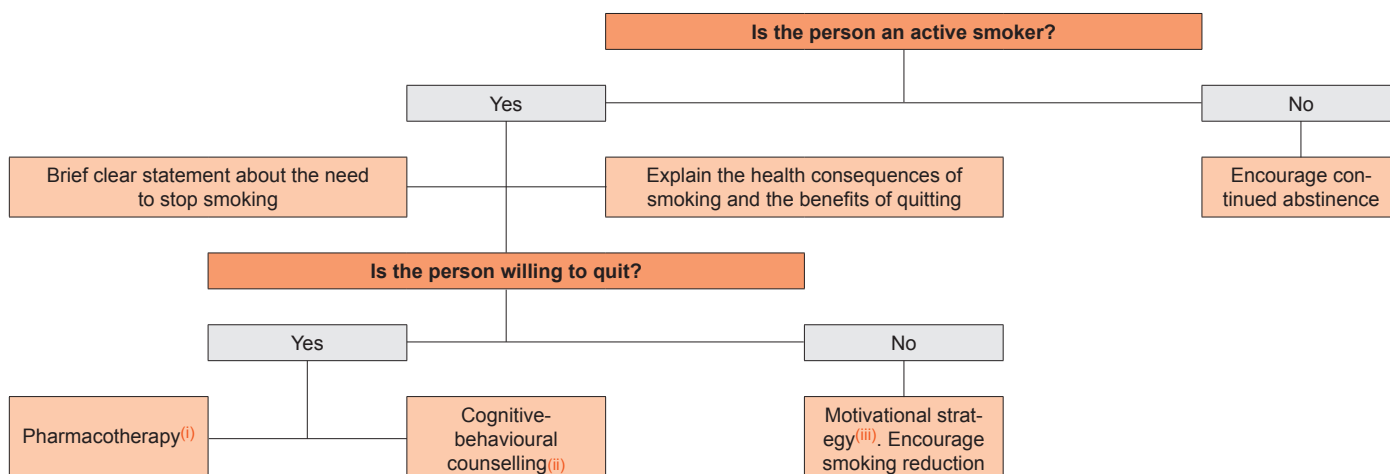 Is the person an active smoker?
Yes
No
Brief clear statement about the need
to stop smoking
Explain the health consequences of
smoking and the benefits of quitting
Encourage con-
tinued abstinence
Is the person willing to quit?
Yes
No
Pharmacotherapy(i)
Cognitive-
behavioural
counselling(ii)
Motivational strat-
egy(iii). Encourage
smoking reduction